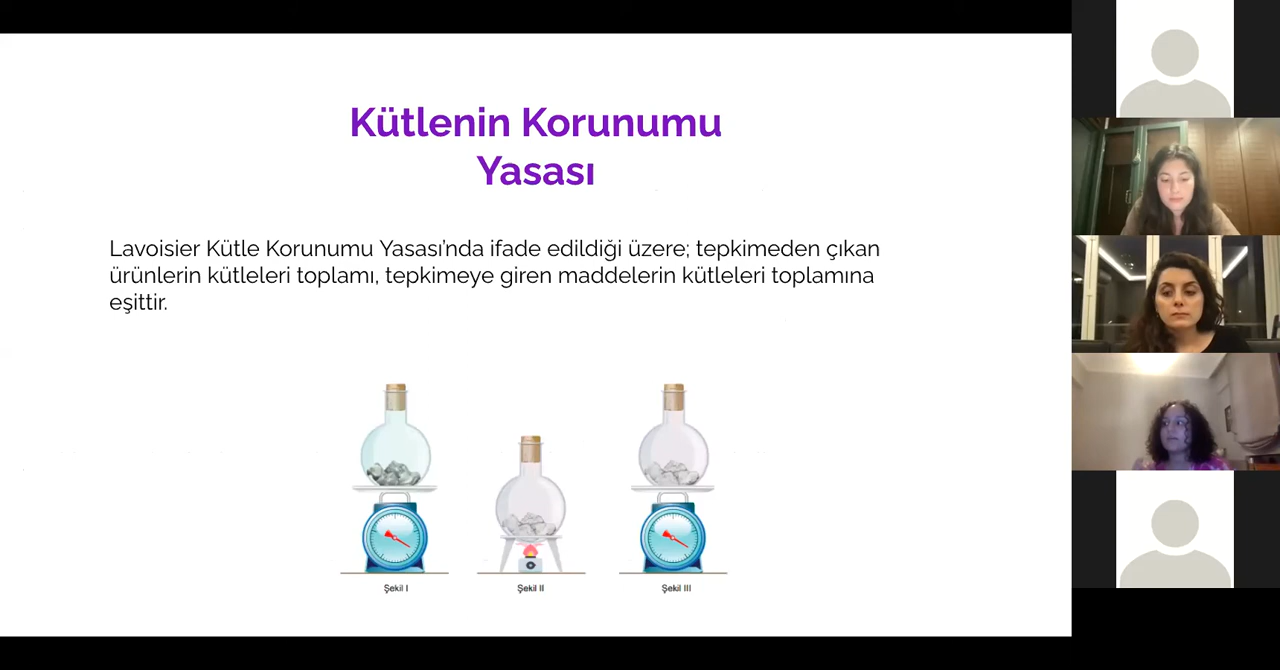 Kütlenin Korunumu
Yasası
Lavoisier Kütle Korunumu Yasası'nda ifade edildiği üzere; tepkimeden çıkan
ürünlerin kütleleri toplamı, tepkimeye giren maddelerin kütleleri toplamına
eşittir.
Şekil I
Şekil II
Şekil III